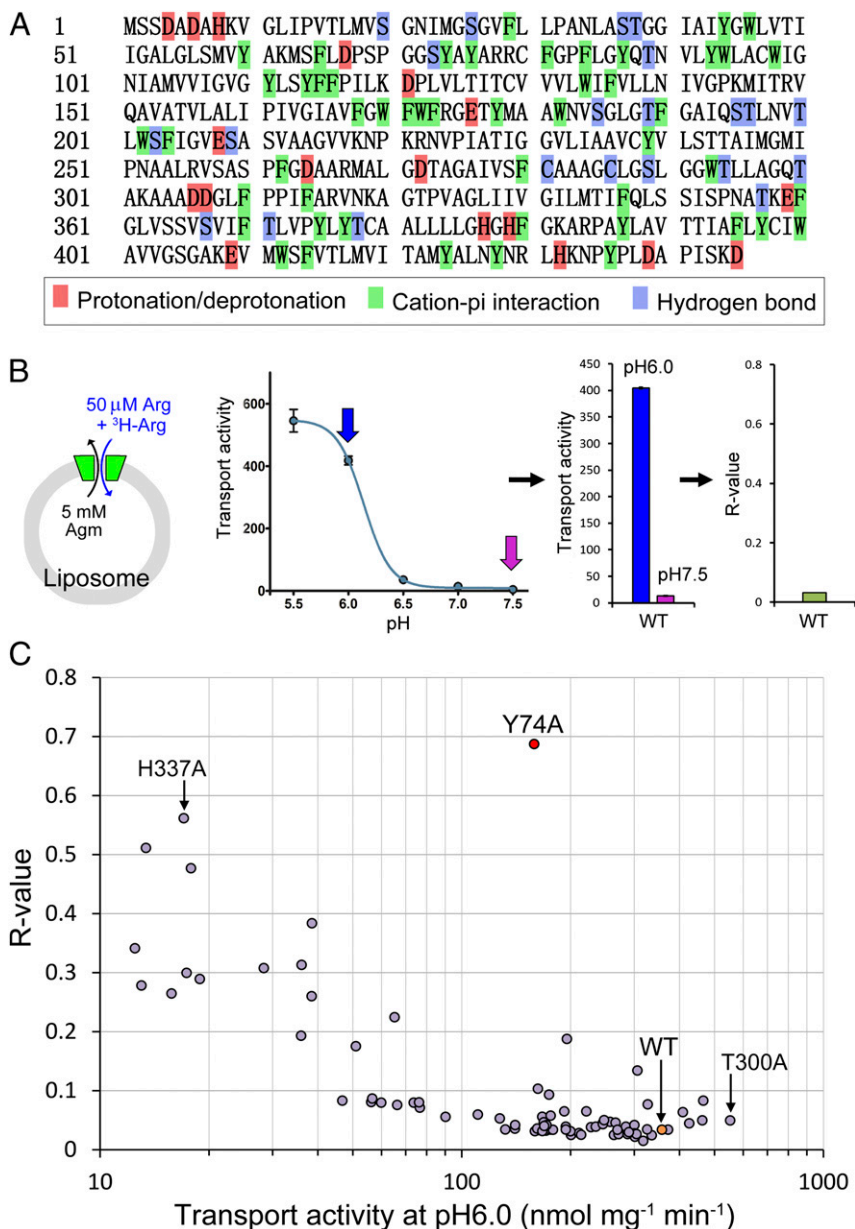 A
1 MSSDADAHKV GLIPVTLMVS GNIMGSGVFL LPANLASTGG IAIYGWLVTI
51 IGALGLSMVY AKMSFLDPSP GGSYAYARRC FGPFLGYQTN VLYWLACWIG
101 NIAMVVIGVG YLSYFFPILK DPLVLTITCV VVLWIFVLLN IVGPKMITRV
151 QAVATVLALI PIVGIAVFGW FWFRGETYMA AWNVSGLGTF GAIQSTLNVT
201 LWSFIGVESA SVAAGVVKNP KRNVPIATIG GVLIAAVCYV LSTTAIMGMI
251 PNAALRVSAS PFGDAARMAL GDTAGAIVSF CAAAGCLGSL GGWTLLAGQT
301 AKAAADDGLF PPIFARVNKA GTPVAGLIIV GILMTIFQLS SISPNATKEF
361 GLVSSVSVIF TLVPYLYTCA ALLLLGHGHF GKARPAYLAV TTIAFLYCIW
401 AVVGSGAKEV MWSFVTLMVI TAMYALNYNR LHKNPYPLDA PISKD
Protonation/deprotonation Cation-pi interaction Hydrogen bond
B
50 µM Arg
+ ³H-Arg
5 mM
Agm
Liposome
Transport activity
600
400
200
0
5.5 6.0 6.5 7.0 7.5
pH
Transport activity
450
400
350
300
250
200
150
100
50
0
pH6.0
pH7.5
WT
R-value
0.8
0.6
0.4
0.2
0
WT
C
R-value
0.8
0.7
0.6
0.5
0.4
0.3
0.2
0.1
0
Y74A
H337A
WT
T300A
10 100 1000
Transport activity at pH6.0 (nmol mg⁻¹ min⁻¹)